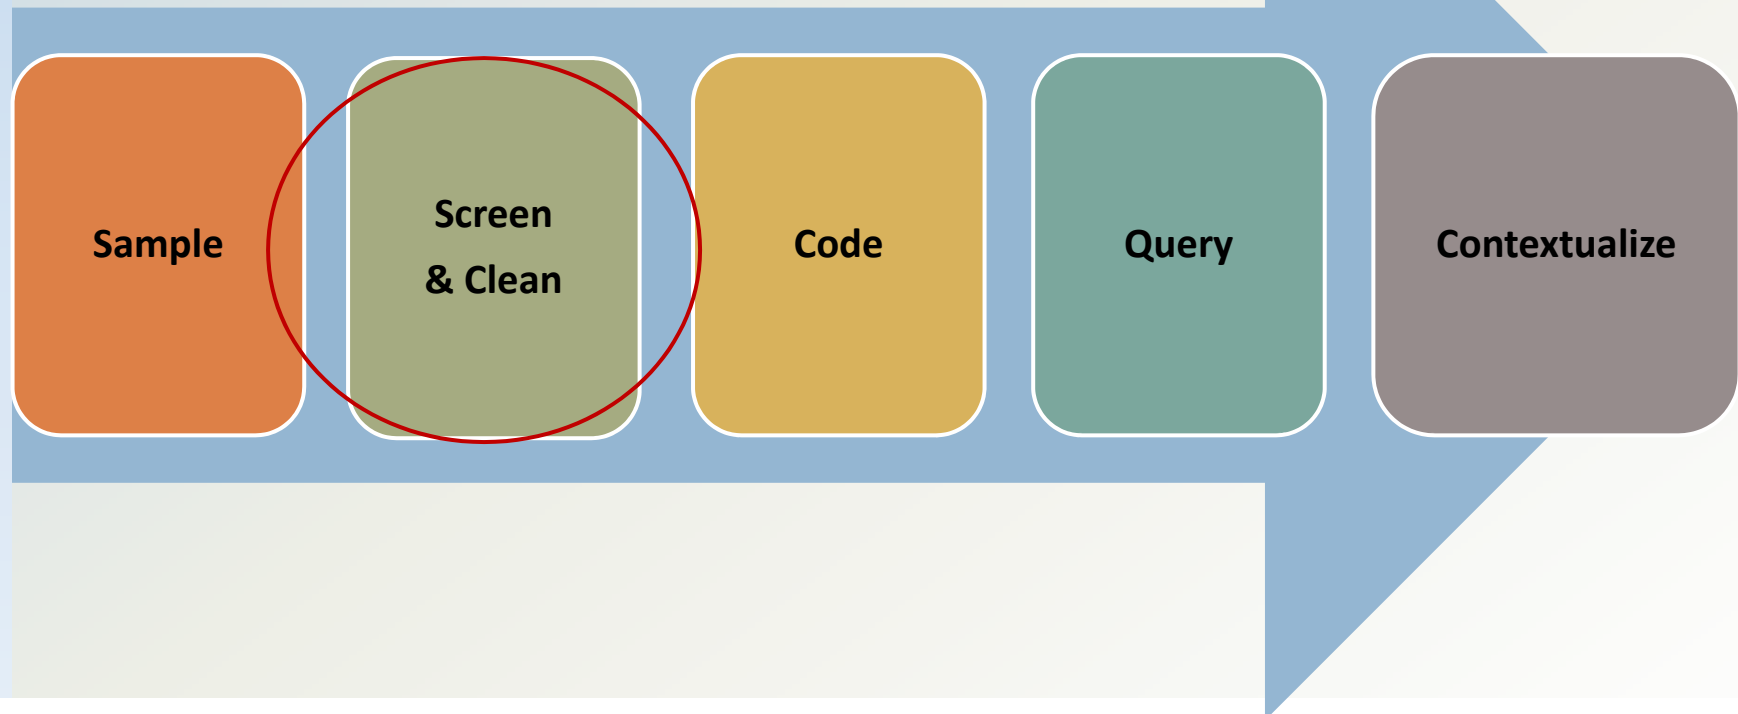 Sample
Screen
& Clean
Code
Query
Contextualize